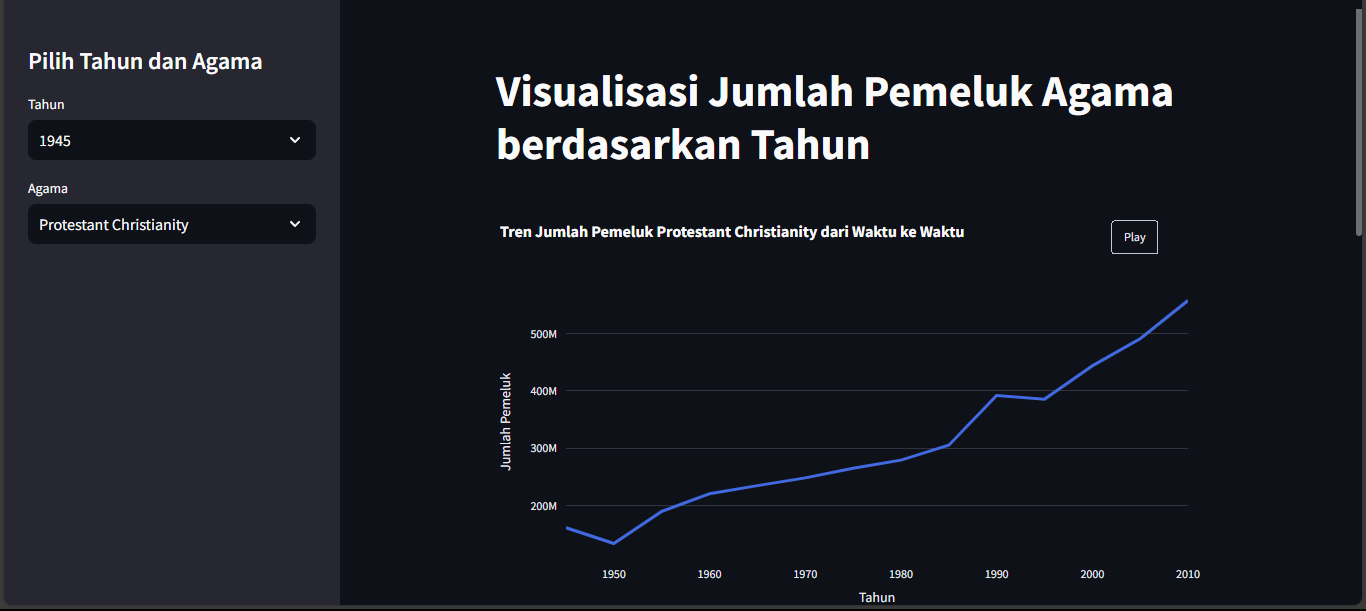 Pilih Tahun dan Agama
Tahun
1945
Agama
Protestant Christianity
Visualisasi Jumlah Pemeluk Agama
berdasarkan Tahun
Tren Jumlah Pemeluk Protestant Christianity dari Waktu ke Waktu
Play
500M
400M
300M
200M
Jumlah Pemeluk
1950
1960
1970
1980
1990
2000
2010
Tahun